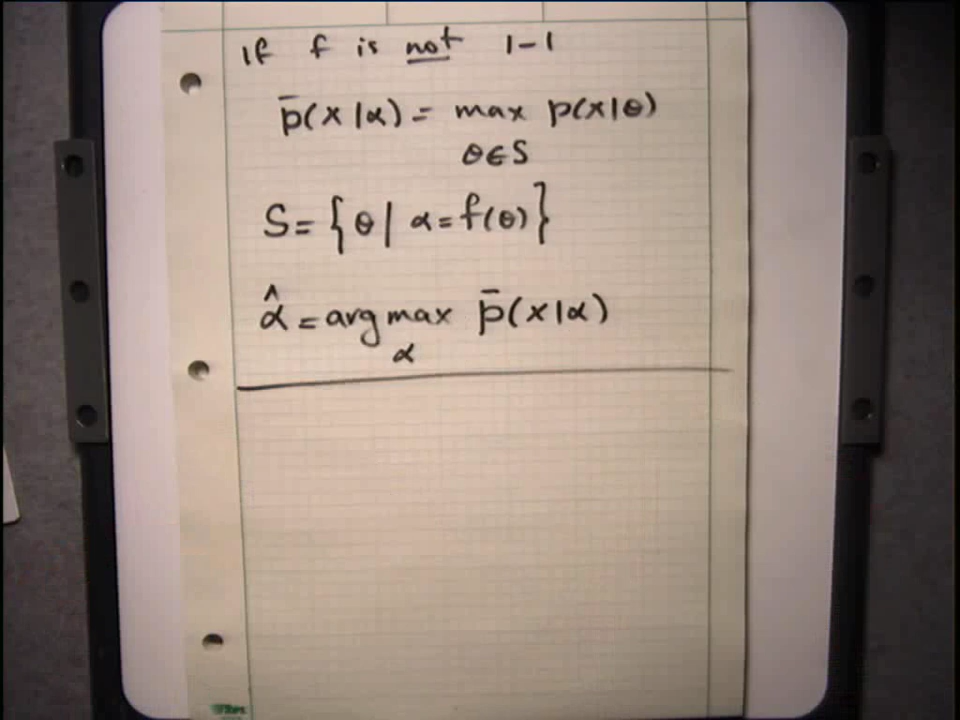 If f is not 1-1
p̄(x|α) = max p(x|θ)
θ∈S
S = {θ | α = f(θ)}
α̂ = arg max p̄(x|α)
α